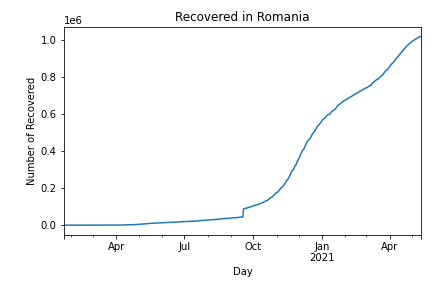 Recovered in Romania
1e6
1.0
0.8
0.6
0.4
0.2
0.0
Number of Recovered
Apr Jul Oct Jan Apr
2021
Day